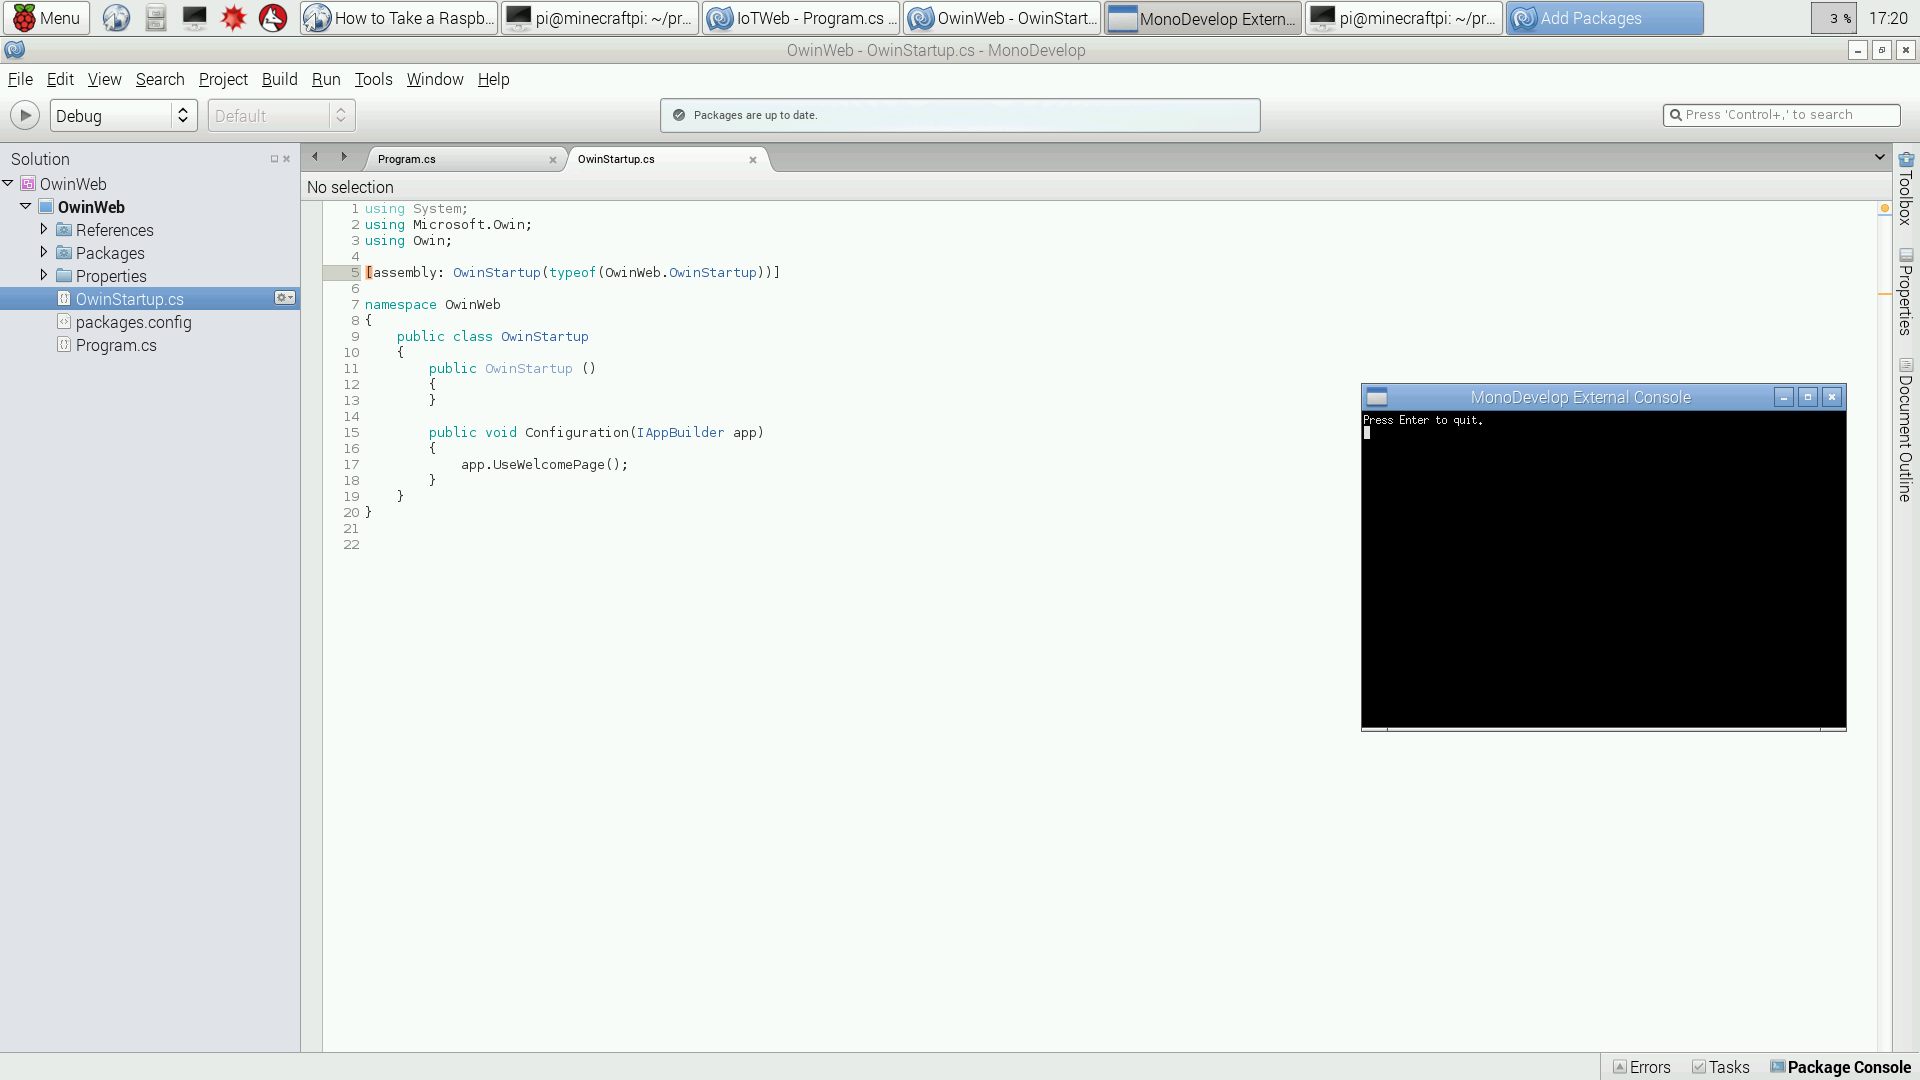 Menu
How to Take a Raspb...
pi@minecraftpi: ~/pr...
IoTWeb - Program.cs ...
OwinWeb - OwinStart...
MonoDevelop Extern...
pi@minecraftpi: ~/pr...
Add Packages
3 %
17:20
OwinWeb - OwinStartup.cs - MonoDevelop
File Edit View Search Project Build Run Tools Window Help
Debug
Default
Packages are up to date.
Press 'Control+,' to search
Solution
OwinWeb
OwinWeb
References
Packages
Properties
OwinStartup.cs
packages.config
Program.cs
Program.cs
OwinStartup.cs
No selection
1 using System;
2 using Microsoft.Owin;
3 using Owin;
4
5 [assembly: OwinStartup(typeof(OwinWeb.OwinStartup))]
6
7 namespace OwinWeb
8 {
9     public class OwinStartup
10     {
11         public OwinStartup ()
12         {
13         }
14
15         public void Configuration(IAppBuilder app)
16         {
17             app.UseWelcomePage();
18         }
19     }
20 }
21
22
MonoDevelop External Console
Press Enter to quit.
Toolbox
Properties
Document Outline
Errors
Tasks
Package Console